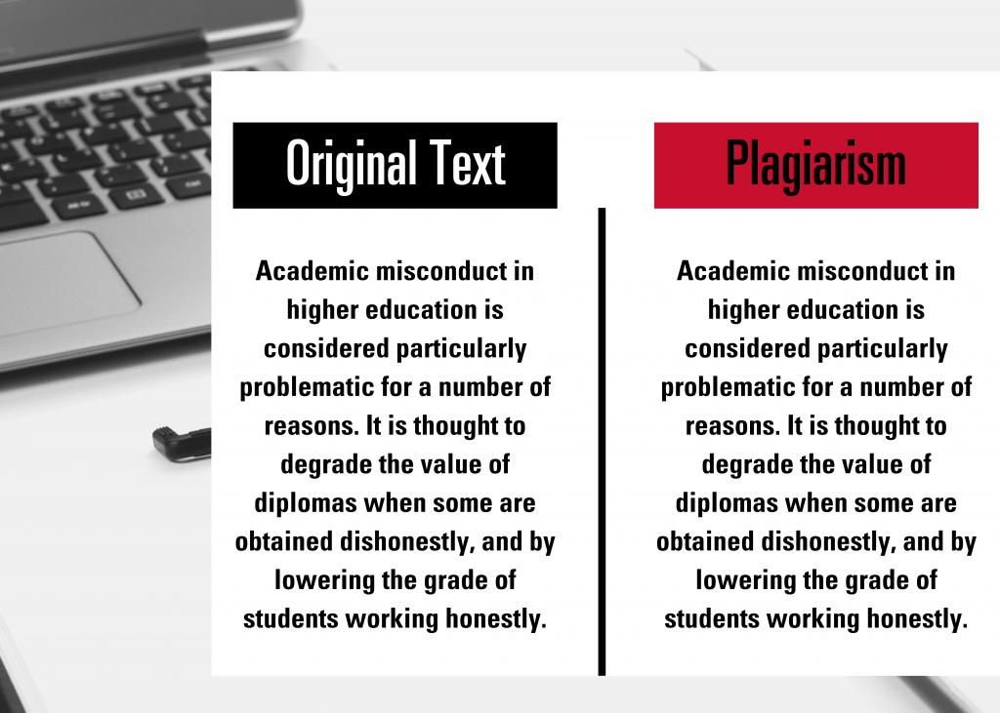 Original Text
Academic misconduct in
higher education is
considered particularly
problematic for a number of
reasons. It is thought to
degrade the value of
diplomas when some are
obtained dishonestly, and by
lowering the grade of
students working honestly.
Plagiarism
Academic misconduct in
higher education is
considered particularly
problematic for a number of
reasons. It is thought to
degrade the value of
diplomas when some are
obtained dishonestly, and by
lowering the grade of
students working honestly.